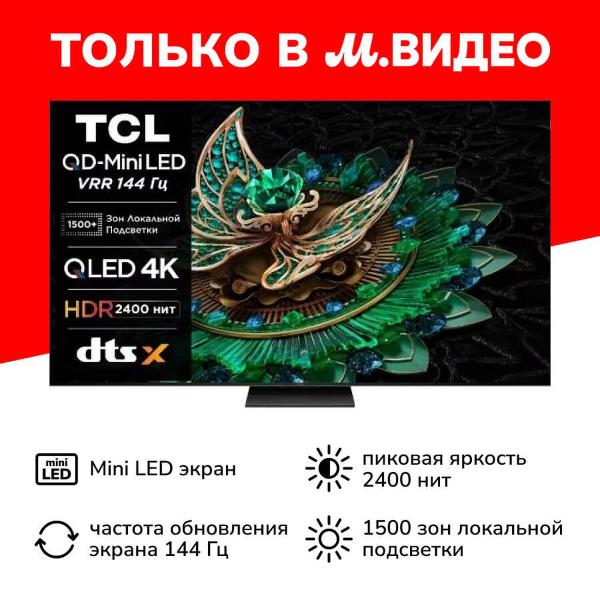 ТОЛЬКО В М.ВИДЕО
TCL
QD-MiniLED
VRR 144 Гц
1500+ Зон Локальной
Подсветки
QLED 4K
HDR 2400 нит
dts X
mini
LED
Mini LED экран
пиковая яркость
2400 нит
частота обновления
экрана 144 Гц
1500 зон локальной
подсветки